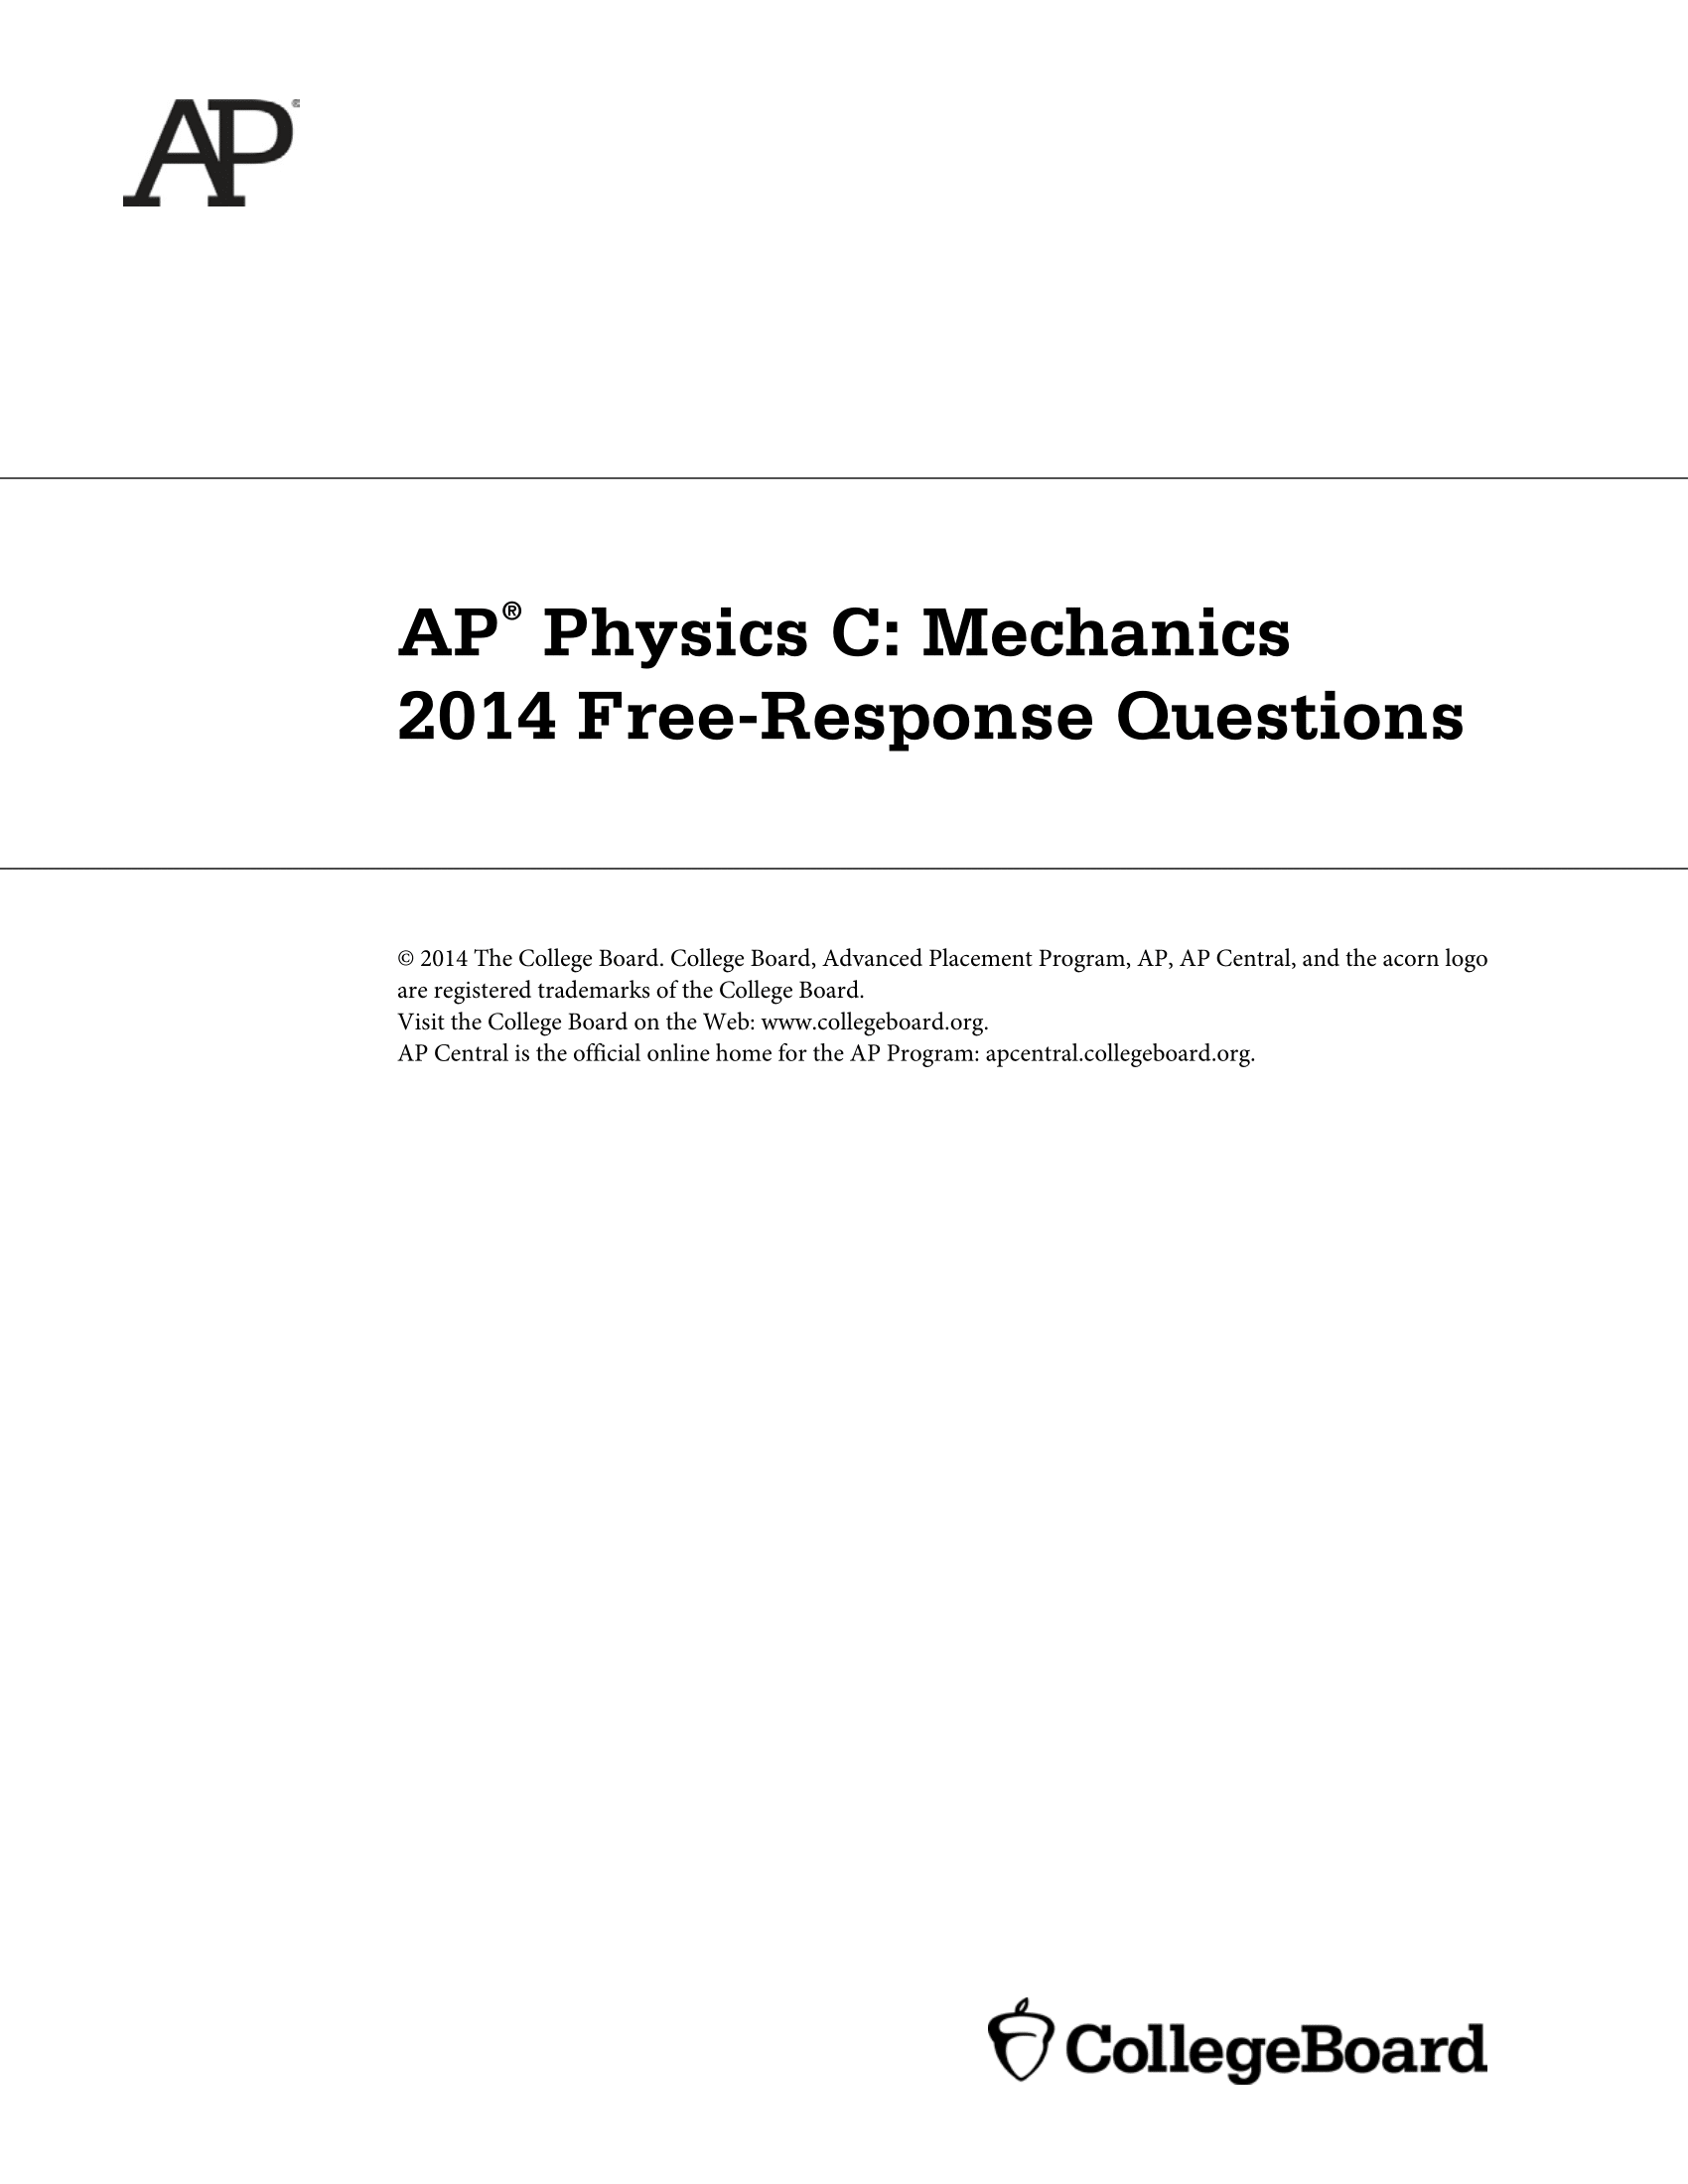 AP®
AP® Physics C: Mechanics
2014 Free-Response Questions
© 2014 The College Board. College Board, Advanced Placement Program, AP, AP Central, and the acorn logo
are registered trademarks of the College Board.
Visit the College Board on the Web: www.collegeboard.org.
AP Central is the official online home for the AP Program: apcentral.collegeboard.org.
CollegeBoard